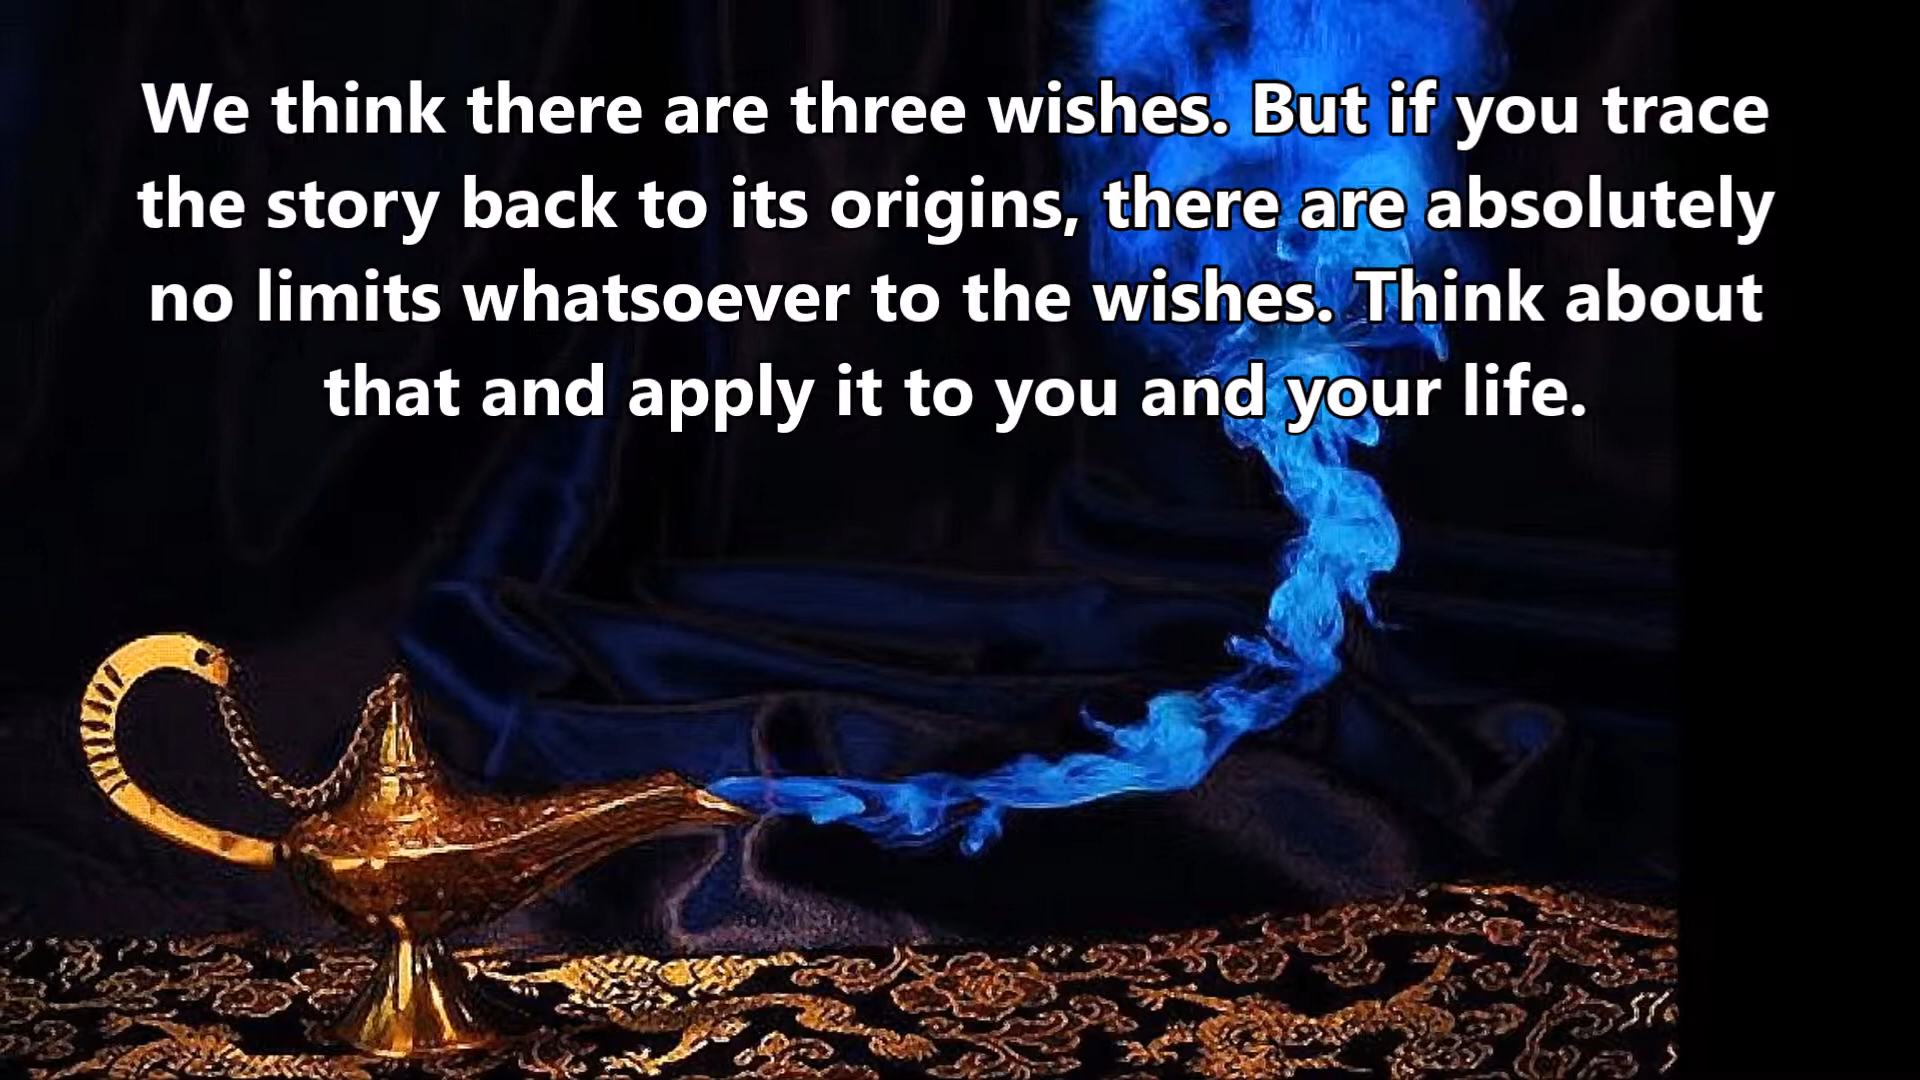 We think there are three wishes. But if you trace
the story back to its origins, there are absolutely
no limits whatsoever to the wishes. Think about
that and apply it to you and your life.